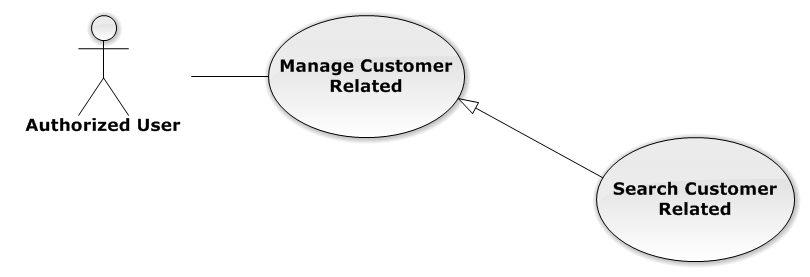 Manage Customer
Related
Authorized User
Search Customer
Related